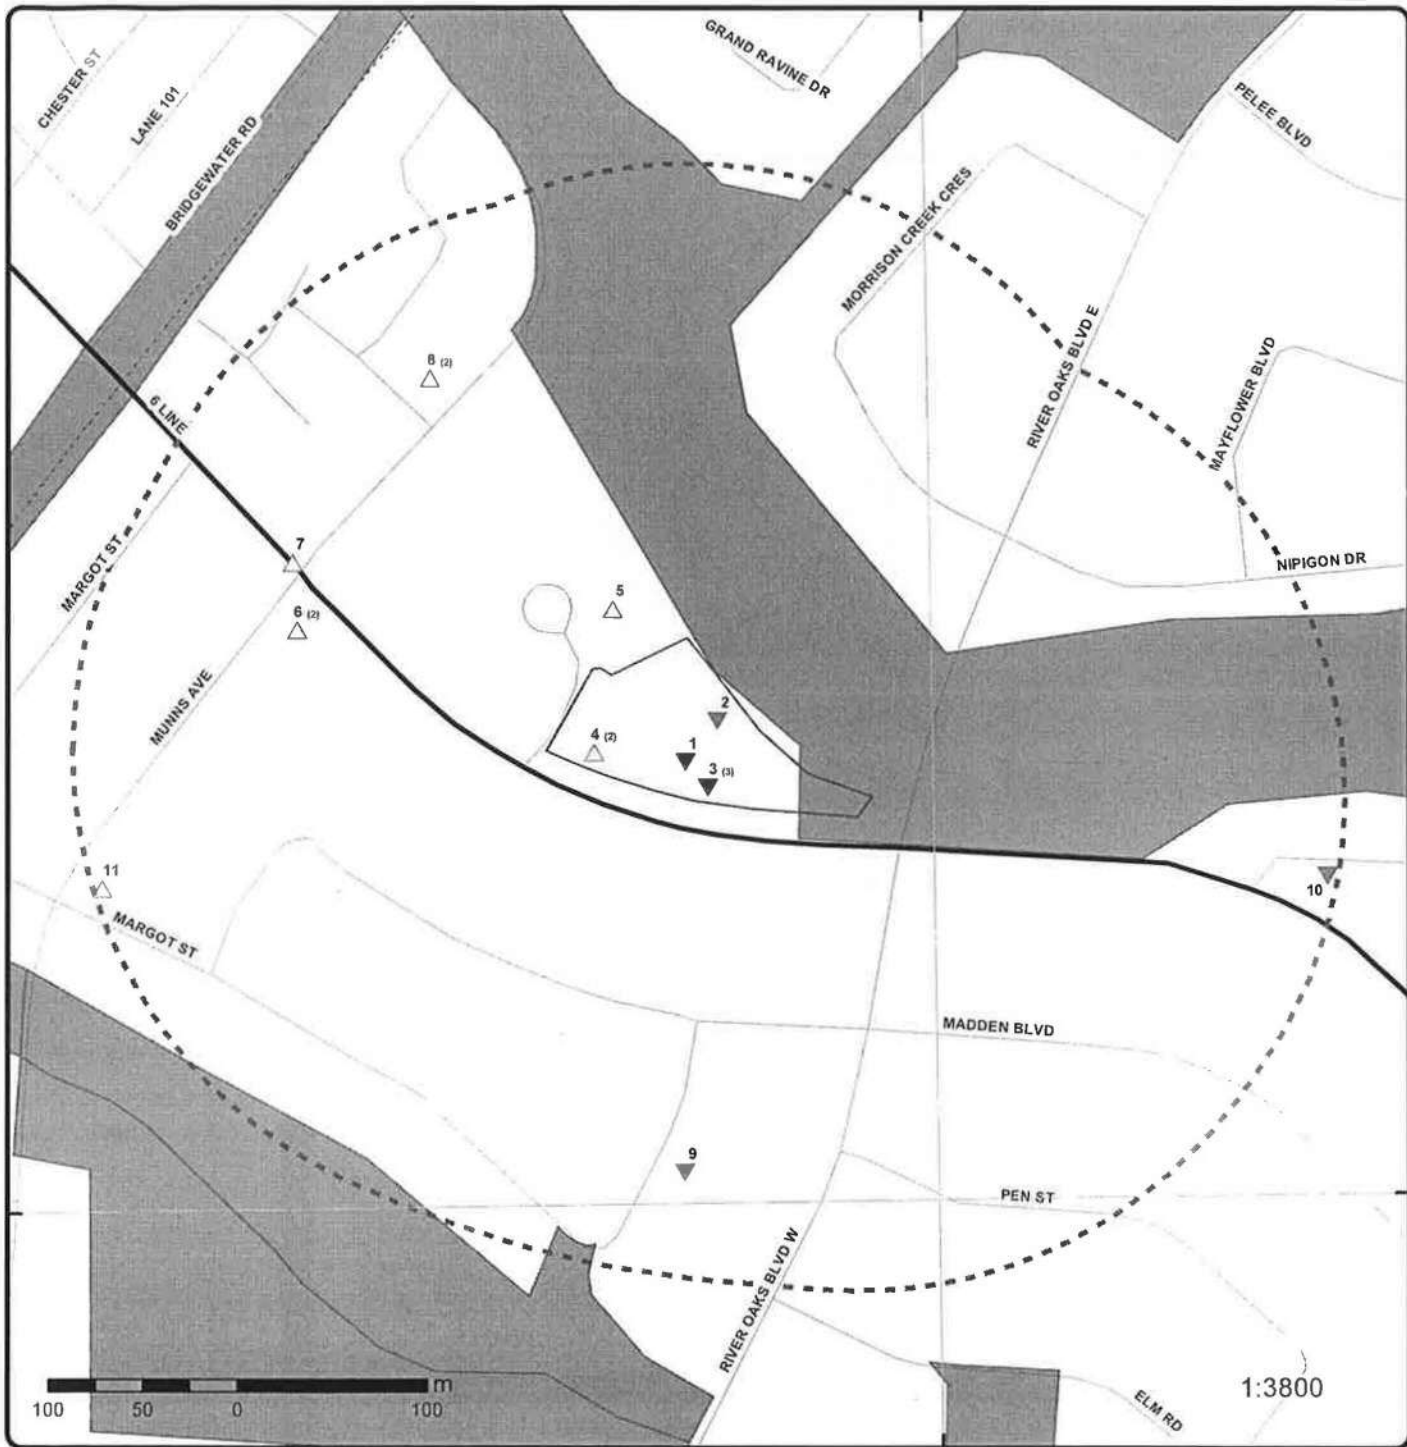 GRAND RAVINE DR
CHESTER ST
LANE 101
BRIDGEWATER RD
PELEE BLVD
MORRISON CREEK CRES
RIVER OAKS BLVD E
MAYFLOWER BLVD
8 (2)
6 LINE
MARGOT ST
7
NIPIGON DR
5
6 (2)
MUNNS AVE
2
4 (2)
1
3 (3)
11
10
MARGOT ST
MADDEN BLVD
9
PEN ST
RIVER OAKS BLVD W
m
100 50 0 100
1:3800
ELM RD